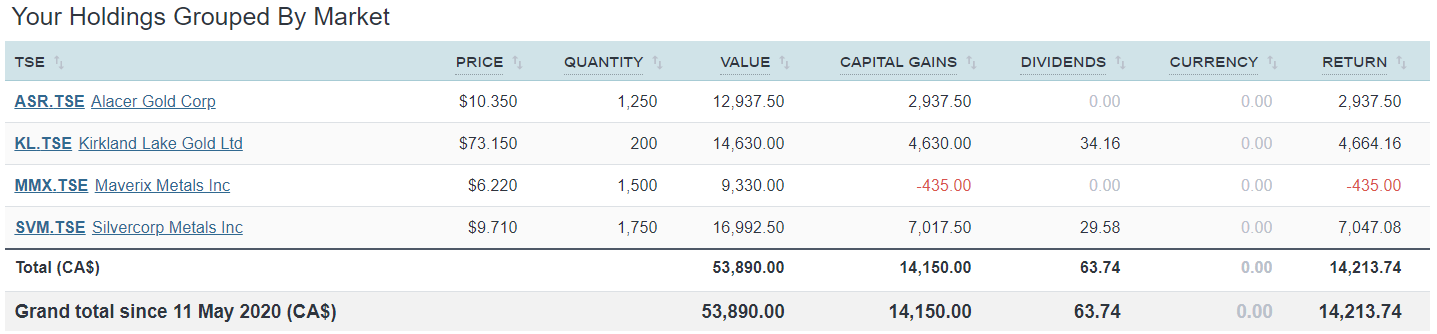 Your Holdings Grouped By Market
TSE PRICE QUANTITY VALUE CAPITAL GAINS DIVIDENDS CURRENCY RETURN
ASR.TSE Alacer Gold Corp $10.350 1,250 12,937.50 2,937.50 0.00 0.00 2,937.50
KL.TSE Kirkland Lake Gold Ltd $73.150 200 14,630.00 4,630.00 34.16 0.00 4,664.16
MMX.TSE Maverix Metals Inc $6.220 1,500 9,330.00 -435.00 0.00 0.00 -435.00
SVM.TSE Silvercorp Metals Inc $9.710 1,750 16,992.50 7,017.50 29.58 0.00 7,047.08
Total (CA$) 53,890.00 14,150.00 63.74 0.00 14,213.74
Grand total since 11 May 2020 (CA$) 53,890.00 14,150.00 63.74 0.00 14,213.74